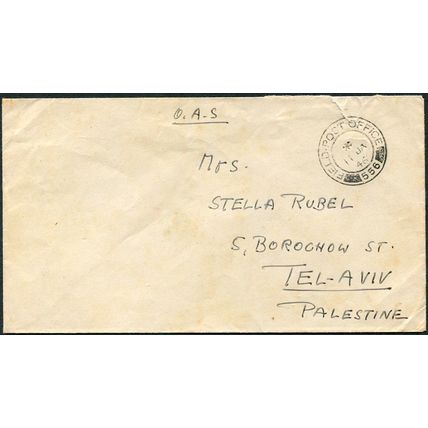 O.A.S
FIELD POST OFFICE
556
Mrs.
STELLA RUBEL
5, BOROCHOW ST.
TEL-AVIV
PALESTINE